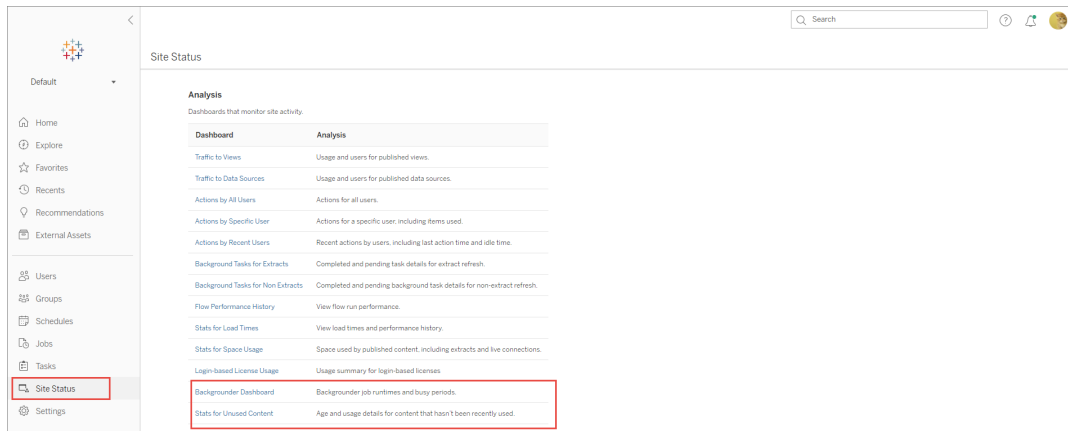 Search
Site Status
Default
Home
Explore
Favorites
Recents
Recommendations
External Assets
Users
Groups
Schedules
Jobs
Tasks
Site Status
Settings
Analysis
Dashboards that monitor site activity.
Dashboard Analysis
Traffic to Views Usage and users for published views.
Traffic to Data Sources Usage and users for published data sources.
Actions by All Users Actions for all users.
Actions by Specific User Actions for a specific user, including items used.
Actions by Recent Users Recent actions by users, including last action time and idle time.
Background Tasks for Extracts Completed and pending task details for extract refresh.
Background Tasks for Non Extracts Completed and pending background task details for non-extract refresh.
Flow Performance History View flow run performance.
Stats for Load Times View load times and performance history.
Stats for Space Usage Space used by published content, including extracts and live connections.
Login-based License Usage Usage summary for login-based licenses
Backgrounder Dashboard Backgrounder job runtimes and busy periods.
Stats for Unused Content Age and usage details for content that hasn't been recently used.